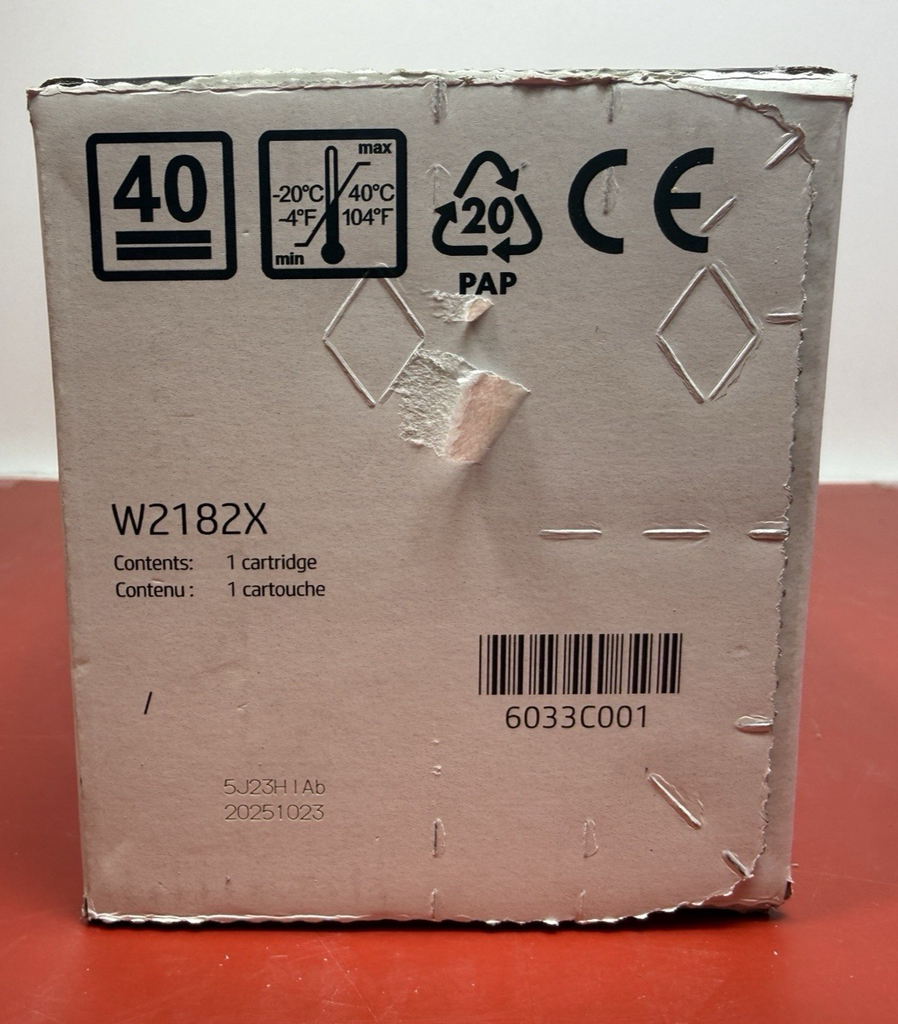 40
max
-20°C 40°C
-4°F 104°F
min
20
PAP
CE
W2182X
Contents: 1 cartridge
Contenu : 1 cartouche
/
6033C001
5J23H1Ab
20251023